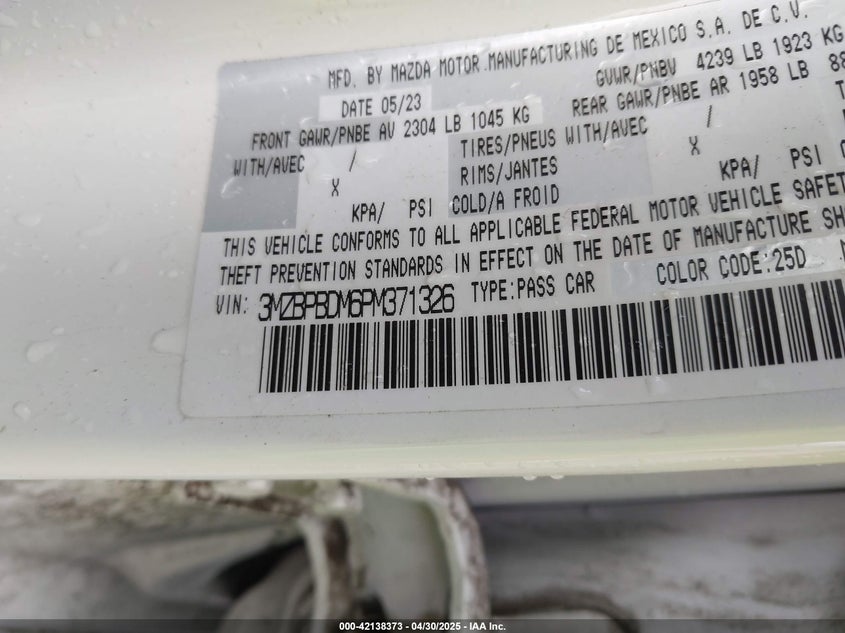 MFD. BY MAZDA MOTOR MANUFACTURING DE MEXICO S.A. DE C.V.
DATE 05/23
GVWR/PNBV 4239 LB 1923 KG
FRONT GAWR/PNBE AV 2304 LB 1045 KG
REAR GAWR/PNBE AR 1958 LB 88
WITH/AVEC /
TIRES/PNEUS WITH/AVEC /
X
RIMS/JANTES
X
KPA/ PSI COLD/A FROID
KPA/ PSI
THIS VEHICLE CONFORMS TO ALL APPLICABLE FEDERAL MOTOR VEHICLE SAFET
THEFT PREVENTION STANDARDS IN EFFECT ON THE DATE OF MANUFACTURE SH
VIN: 3MZBPBDM6PM371326 TYPE:PASS CAR COLOR CODE:25D
000-42138373 - 04/30/2025 - IAA Inc.